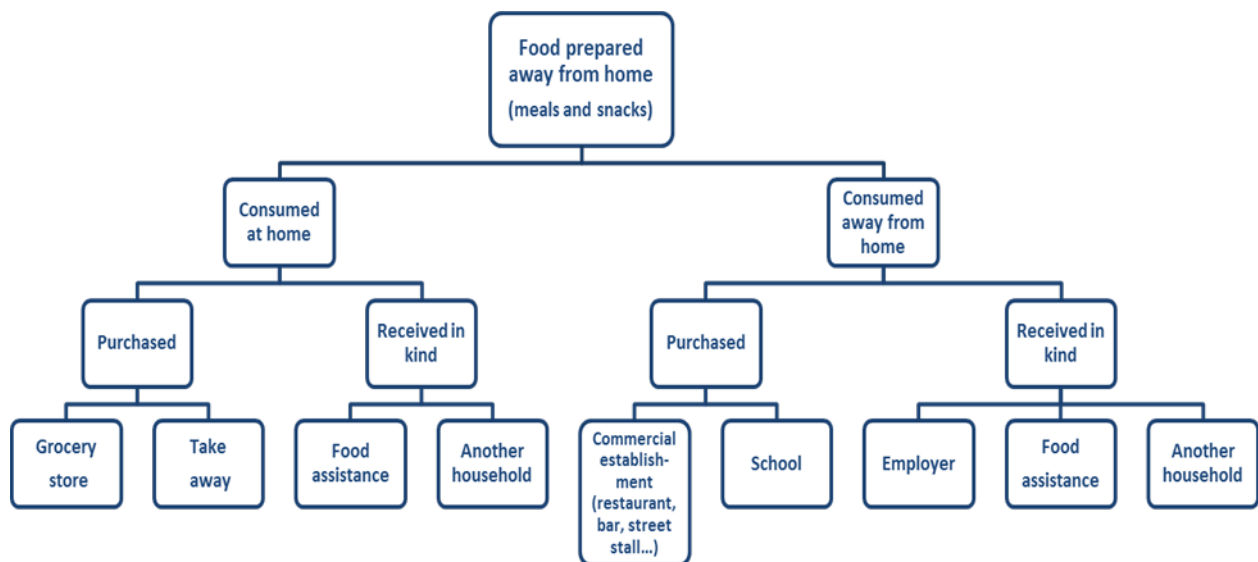 Food prepared
away from home
(meals and snacks)
Consumed
at home
Consumed
away from
home
Purchased
Received in
kind
Purchased
Received in
kind
Grocery
store
Take
away
Food
assistance
Another
household
Commercial
establish-
ment
(restaurant,
bar, street
stall...)
School
Employer
Food
assistance
Another
household